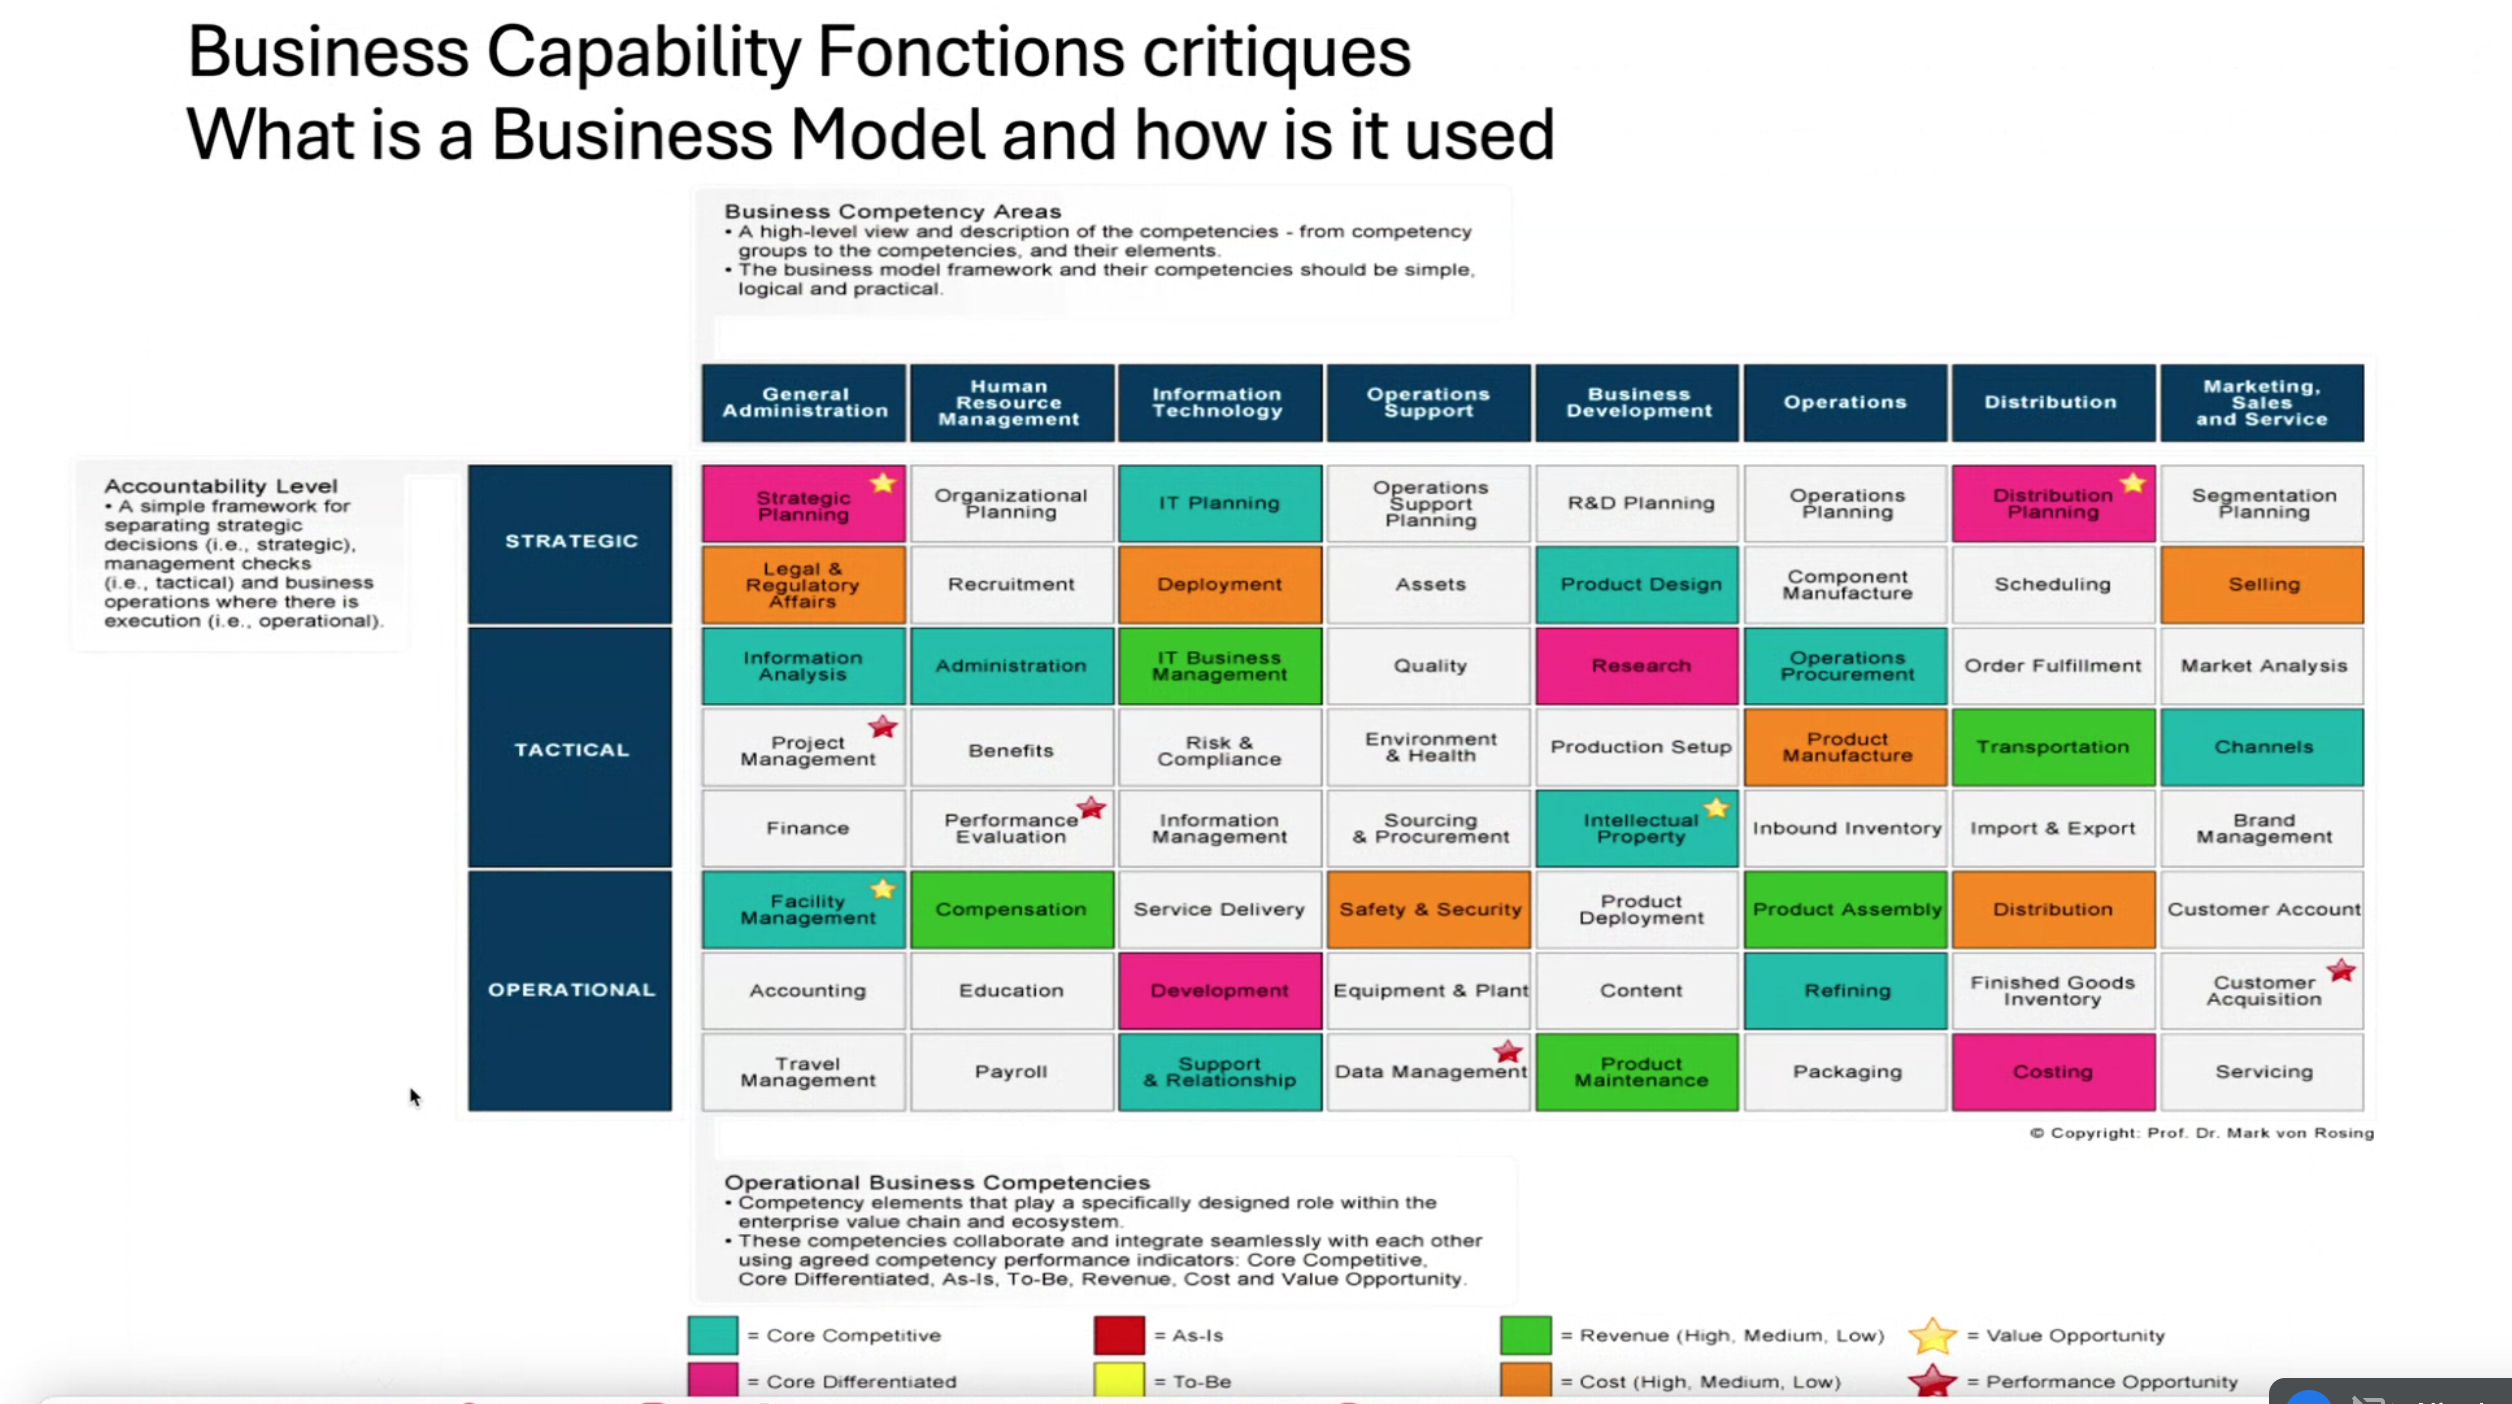 Business Capability Fonctions critiques
What is a Business Model and how is it used
Business Competency Areas
• A high-level view and description of the competencies - from competency
groups to the competencies, and their elements.
• The business model framework and their competencies should be simple,
logical and practical.
General
Administration
Human
Resource
Management
Information
Technology
Operations
Support
Business
Development
Operations
Distribution
Marketing,
Sales
and Service
Accountability Level
• A simple framework for
separating strategic
decisions (i.e., strategic),
management checks
(i.e., tactical) and business
operations where there is
execution (i.e., operational).
STRATEGIC
Strategic
Planning
Organizational
Planning
IT Planning
Operations
Support
Planning
R&D Planning
Operations
Planning
Distribution
Planning
Segmentation
Planning
Legal &
Regulatory
Affairs
Recruitment
Deployment
Assets
Product Design
Component
Manufacture
Scheduling
Selling
TACTICAL
Information
Analysis
Administration
IT Business
Management
Quality
Research
Operations
Procurement
Order Fulfillment
Market Analysis
Project
Management
Benefits
Risk &
Compliance
Environment
& Health
Production Setup
Product
Manufacture
Transportation
Channels
Finance
Performance
Evaluation
Information
Management
Sourcing
& Procurement
Intellectual
Property
Inbound Inventory
Import & Export
Brand
Management
OPERATIONAL
Facility
Management
Compensation
Service Delivery
Safety & Security
Product
Deployment
Product Assembly
Distribution
Customer Account
Accounting
Education
Development
Equipment & Plant
Content
Refining
Finished Goods
Inventory
Customer
Acquisition
Travel
Management
Payroll
Support
& Relationship
Data Management
Product
Maintenance
Packaging
Costing
Servicing
© Copyright: Prof. Dr. Mark von Rosing
Operational Business Competencies
• Competency elements that play a specifically designed role within the
enterprise value chain and ecosystem.
• These competencies collaborate and integrate seamlessly with each other
using agreed competency performance indicators: Core Competitive,
Core Differentiated, As-Is, To-Be, Revenue, Cost and Value Opportunity.
= Core Competitive
= As-Is
= Revenue (High, Medium, Low)
= Value Opportunity
= Core Differentiated
= To-Be
= Cost (High, Medium, Low)
= Performance Opportunity